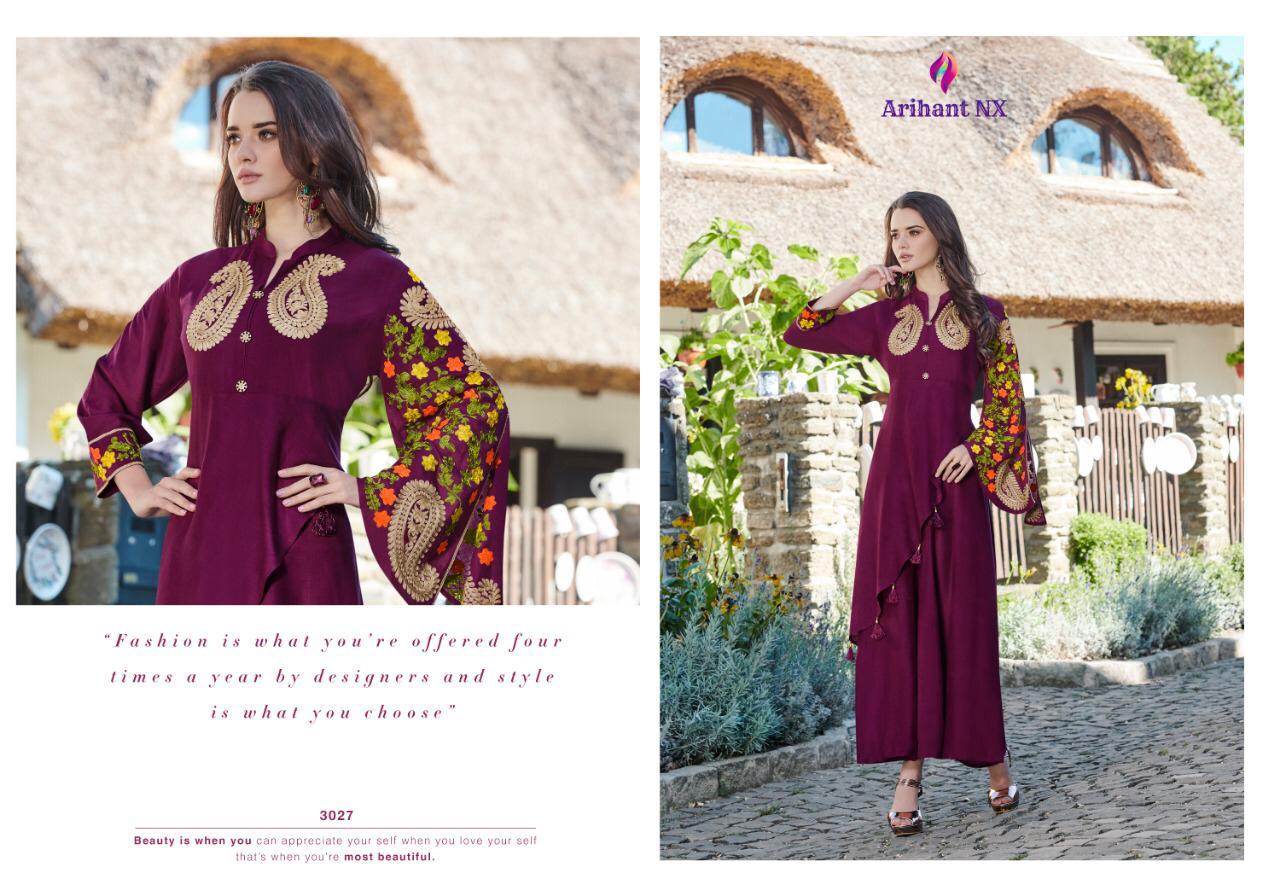 Arihant NX
“Fashion is what you’re offered four
times a year by designers and style
is what you choose”
3027
Beauty is when you can appreciate your self when you love your self
that’s when you’re most beautiful.